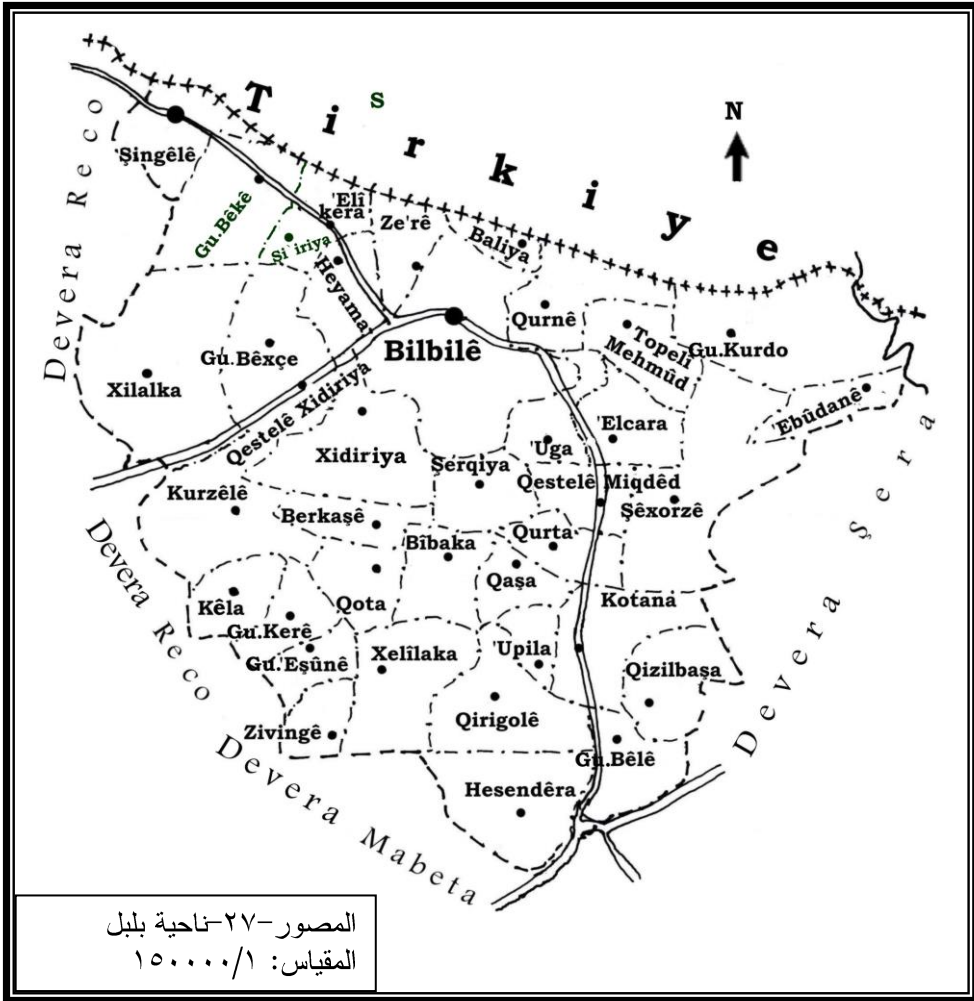 Tirkiye
s
N
Şingêlê
Devera Reco
Gu.Bêkê
'Elî
kera
Ze'rê
Baliya
Heyama
Qurnê
Topelî
Mehmûd
Gu.Kurdo
Gu.Bêxçe
Bilbilê
Xilalka
Ebûdanê
Qestelê Xidiriya
'Elcara
'Uga
Xidiriya
Şerqiya
Qestelê Miqdêd
Kurzêlê
Şêxorzê
Berkaşê
Bîbaka
Qurta
Devera Şera
Devera Reco
Qaşa
Kêla
Qota
Kotana
Gu.Kerê
Gu.'Eşûnê
Xelîlaka
'Upila
Qizilbaşa
Qirigolê
Zivingê
Gu.Bêlê
Devera Mabeta
Hesendêra
المصور-٢٧-ناحية بلبل
المقياس: ١/١٥٠٠٠٠